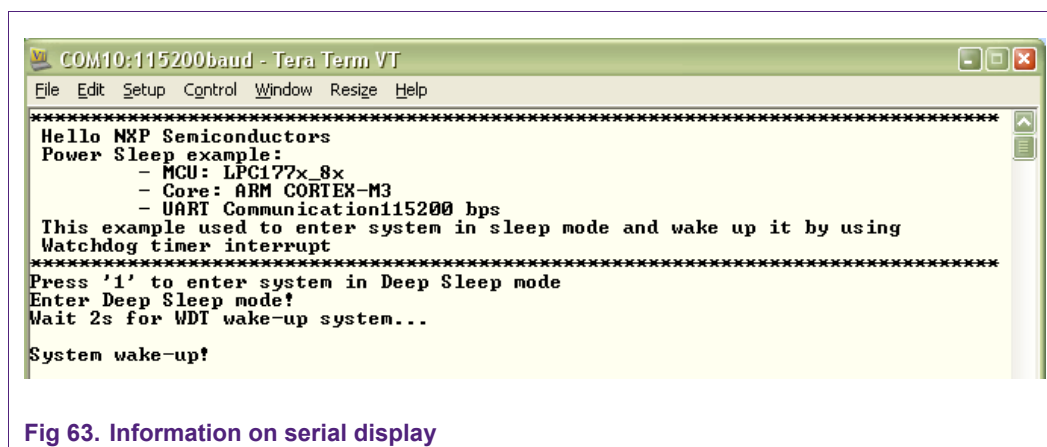 COM10:115200baud - Tera Term VT
File Edit Setup Control Window Resize Help
*************************************************************************
Hello NXP Semiconductors
Power Sleep example:
- MCU: LPC177x_8x
- Core: ARM CORTEX-M3
- UART Communication115200 bps
This example used to enter system in sleep mode and wake up it by using
Watchdog timer interrupt
*************************************************************************
Press '1' to enter system in Deep Sleep mode
Enter Deep Sleep mode!
Wait 2s for WDT wake-up system...
System wake-up!
Fig 63. Information on serial display